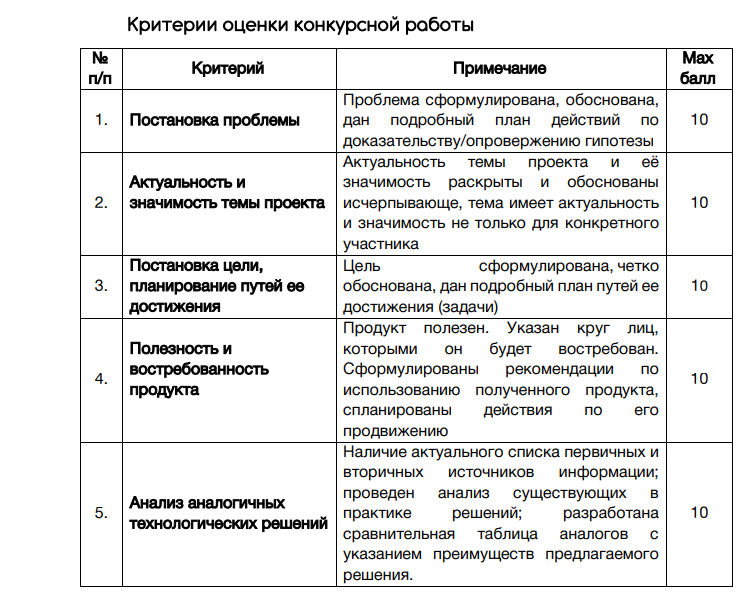 Критерии оценки конкурсной работы
№ п/п
Критерий
Примечание
Max балл
1.
Постановка проблемы
Проблема сформулирована, обоснована,
дан подробный план действий по
доказательству/опровержению гипотезы
10
2.
Актуальность и
значимость темы проекта
Актуальность темы проекта и её
значимость раскрыты и обоснованы
исчерпывающе, тема имеет актуальность
и значимость не только для конкретного
участника
10
3.
Постановка цели,
планирование путей ее
достижения
Цель сформулирована, четко
обоснована, дан подробный план путей ее
достижения (задачи)
10
4.
Полезность и
востребованность
продукта
Продукт полезен. Указан круг лиц,
которыми он будет востребован.
Сформулированы рекомендации по
использованию полученного продукта,
спланированы действия по его
продвижению
10
5.
Анализ аналогичных
технологических решений
Наличие актуального списка первичных и
вторичных источников информации;
проведен анализ существующих в
практике решений; разработана
сравнительная таблица аналогов с
указанием преимуществ предлагаемого
решения.
10